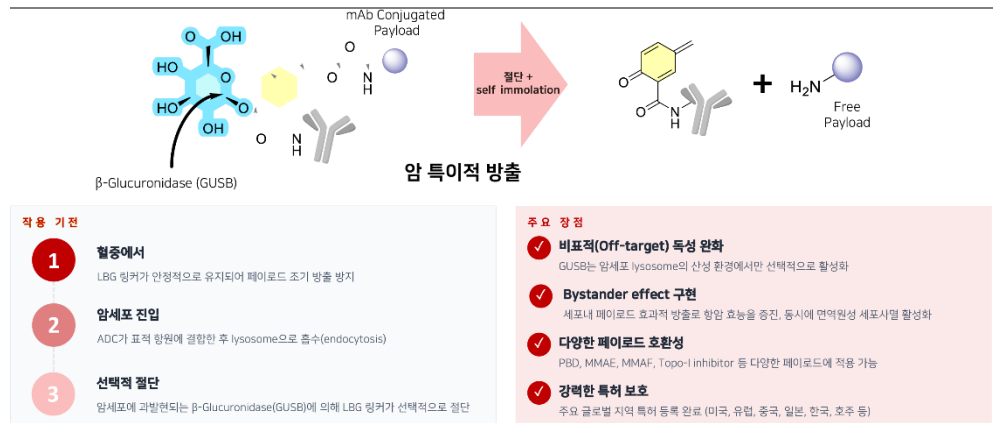 mAb Conjugated
Payload
O
OH
HO
HO
O
O
OH
O
O
N
H
O
N
H
β-Glucuronidase (GUSB)
절단 +
self immolation
O
O
N
H
+
H₂N
Free
Payload
암 특이적 방출
작용 기전
1
혈중에서
LBG 링커가 안정적으로 유지되어 페이로드 조기 방출 방지
2
암세포 진입
ADC가 표적 항원에 결합한 후 lysosome으로 흡수(endocytosis)
3
선택적 절단
암세포에 과발현되는 β-Glucuronidase(GUSB)에 의해 LBG 링커가 선택적으로 절단
주요 장점
비표적(Off-target) 독성 완화
GUSB는 암세포 lysosome의 산성 환경에서만 선택적으로 활성화
Bystander effect 구현
세포내 페이로드 효과적 방출로 항암 효능을 증진, 동시에 면역원성 세포사멸 활성화
다양한 페이로드 호환성
PBD, MMAE, MMAF, Topo-I inhibitor 등 다양한 페이로드에 적용 가능
강력한 특허 보호
주요 글로벌 지역 특허 등록 완료 (미국, 유럽, 중국, 일본, 한국, 호주 등)